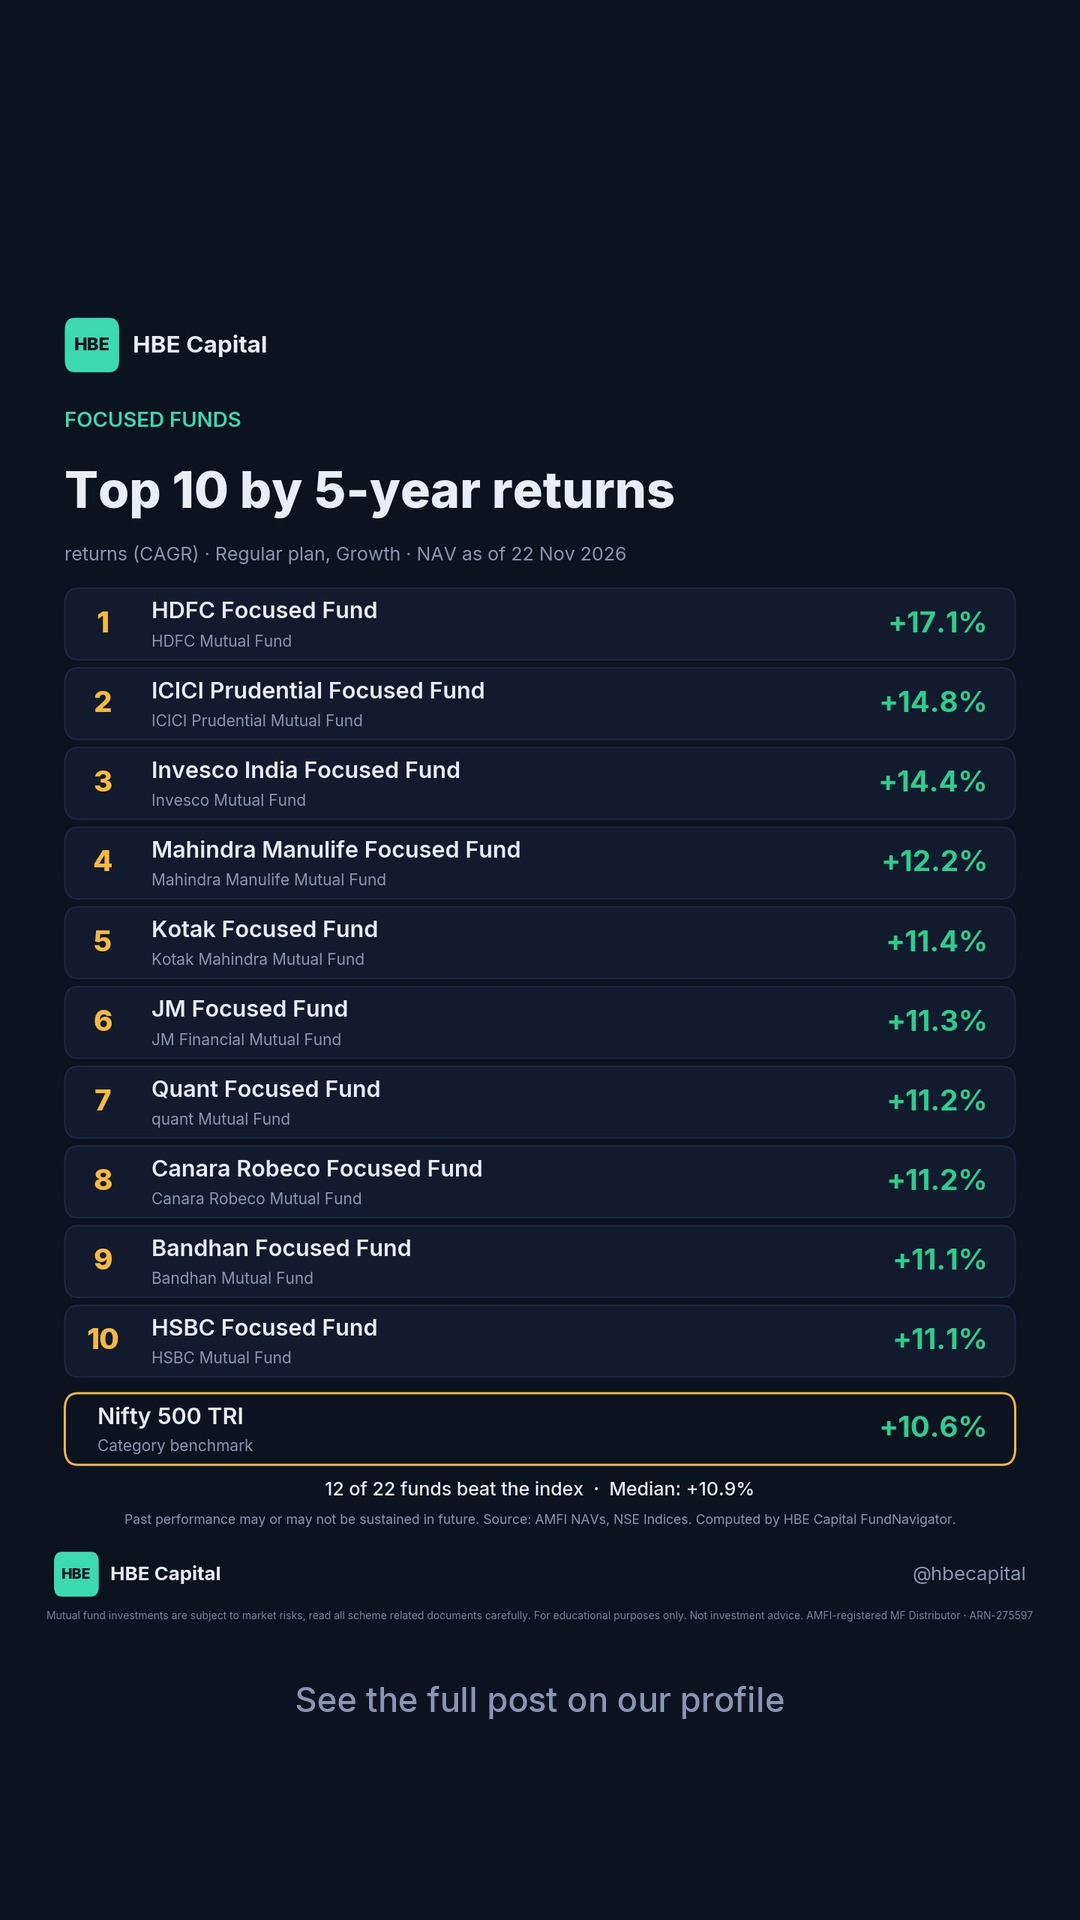 HBE HBE Capital
FOCUSED FUNDS
Top 10 by 5-year returns
returns (CAGR) · Regular plan, Growth · NAV as of 22 Nov 2026
1 HDFC Focused Fund +17.1%
HDFC Mutual Fund
2 ICICI Prudential Focused Fund +14.8%
ICICI Prudential Mutual Fund
3 Invesco India Focused Fund +14.4%
Invesco Mutual Fund
4 Mahindra Manulife Focused Fund +12.2%
Mahindra Manulife Mutual Fund
5 Kotak Focused Fund +11.4%
Kotak Mahindra Mutual Fund
6 JM Focused Fund +11.3%
JM Financial Mutual Fund
7 Quant Focused Fund +11.2%
quant Mutual Fund
8 Canara Robeco Focused Fund +11.2%
Canara Robeco Mutual Fund
9 Bandhan Focused Fund +11.1%
Bandhan Mutual Fund
10 HSBC Focused Fund +11.1%
HSBC Mutual Fund
Nifty 500 TRI +10.6%
Category benchmark
12 of 22 funds beat the index · Median: +10.9%
Past performance may or may not be sustained in future. Source: AMFI NAVs, NSE Indices. Computed by HBE Capital FundNavigator.
HBE HBE Capital @hbecapital
Mutual fund investments are subject to market risks, read all scheme related documents carefully. For educational purposes only. Not investment advice. AMFI-registered MF Distributor · ARN-275597
See the full post on our profile